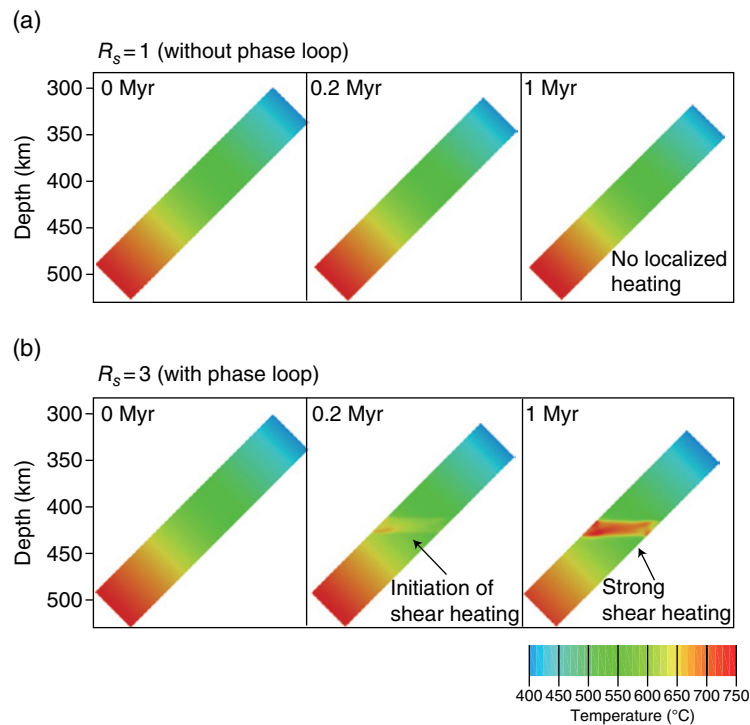 (a)
Rs = 1 (without phase loop)
0 Myr
0.2 Myr
1 Myr
300
350
400
450
500
Depth (km)
No localized
heating
(b)
Rs = 3 (with phase loop)
0 Myr
0.2 Myr
1 Myr
300
350
400
450
500
Depth (km)
Initiation of
shear heating
Strong
shear heating
400 450 500 550 600 650 700 750
Temperature (°C)